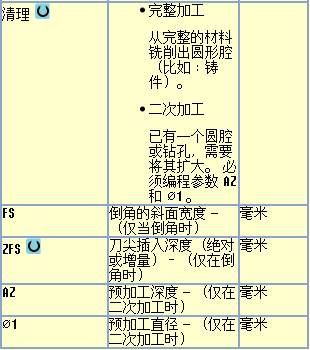 清理
• 完整加工
从完整的材料
铣削出圆形腔
（比如：铸
件）。
• 二次加工
已有一个圆腔
或钻孔，需要
将其扩大。 必
须编程参数 AZ
和 ∅1。
FS 倒角的斜面宽度 – 毫米
（仅当倒角时）
ZFS 刀尖插入深度（绝对 毫米
或增量） – （仅在倒
角时）
AZ 预加工深度 – （仅在 毫米
二次加工时）
∅1 预加工直径 – （仅在 毫米
二次加工时）